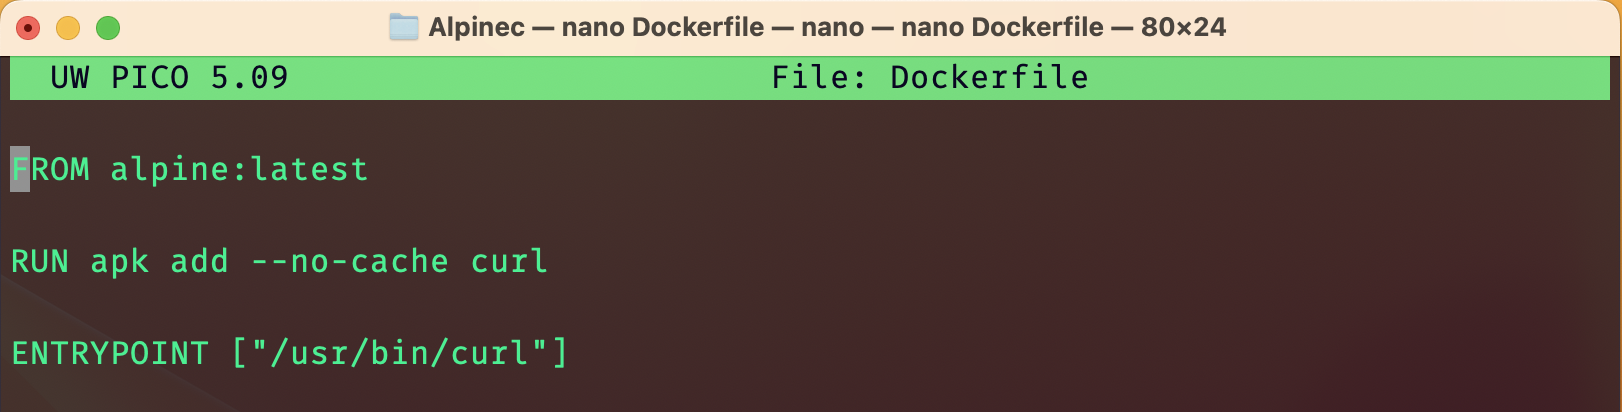 Alpinec — nano Dockerfile — nano — nano Dockerfile — 80×24
UW PICO 5.09 File: Dockerfile
FROM alpine:latest
RUN apk add --no-cache curl
ENTRYPOINT ["/usr/bin/curl"]